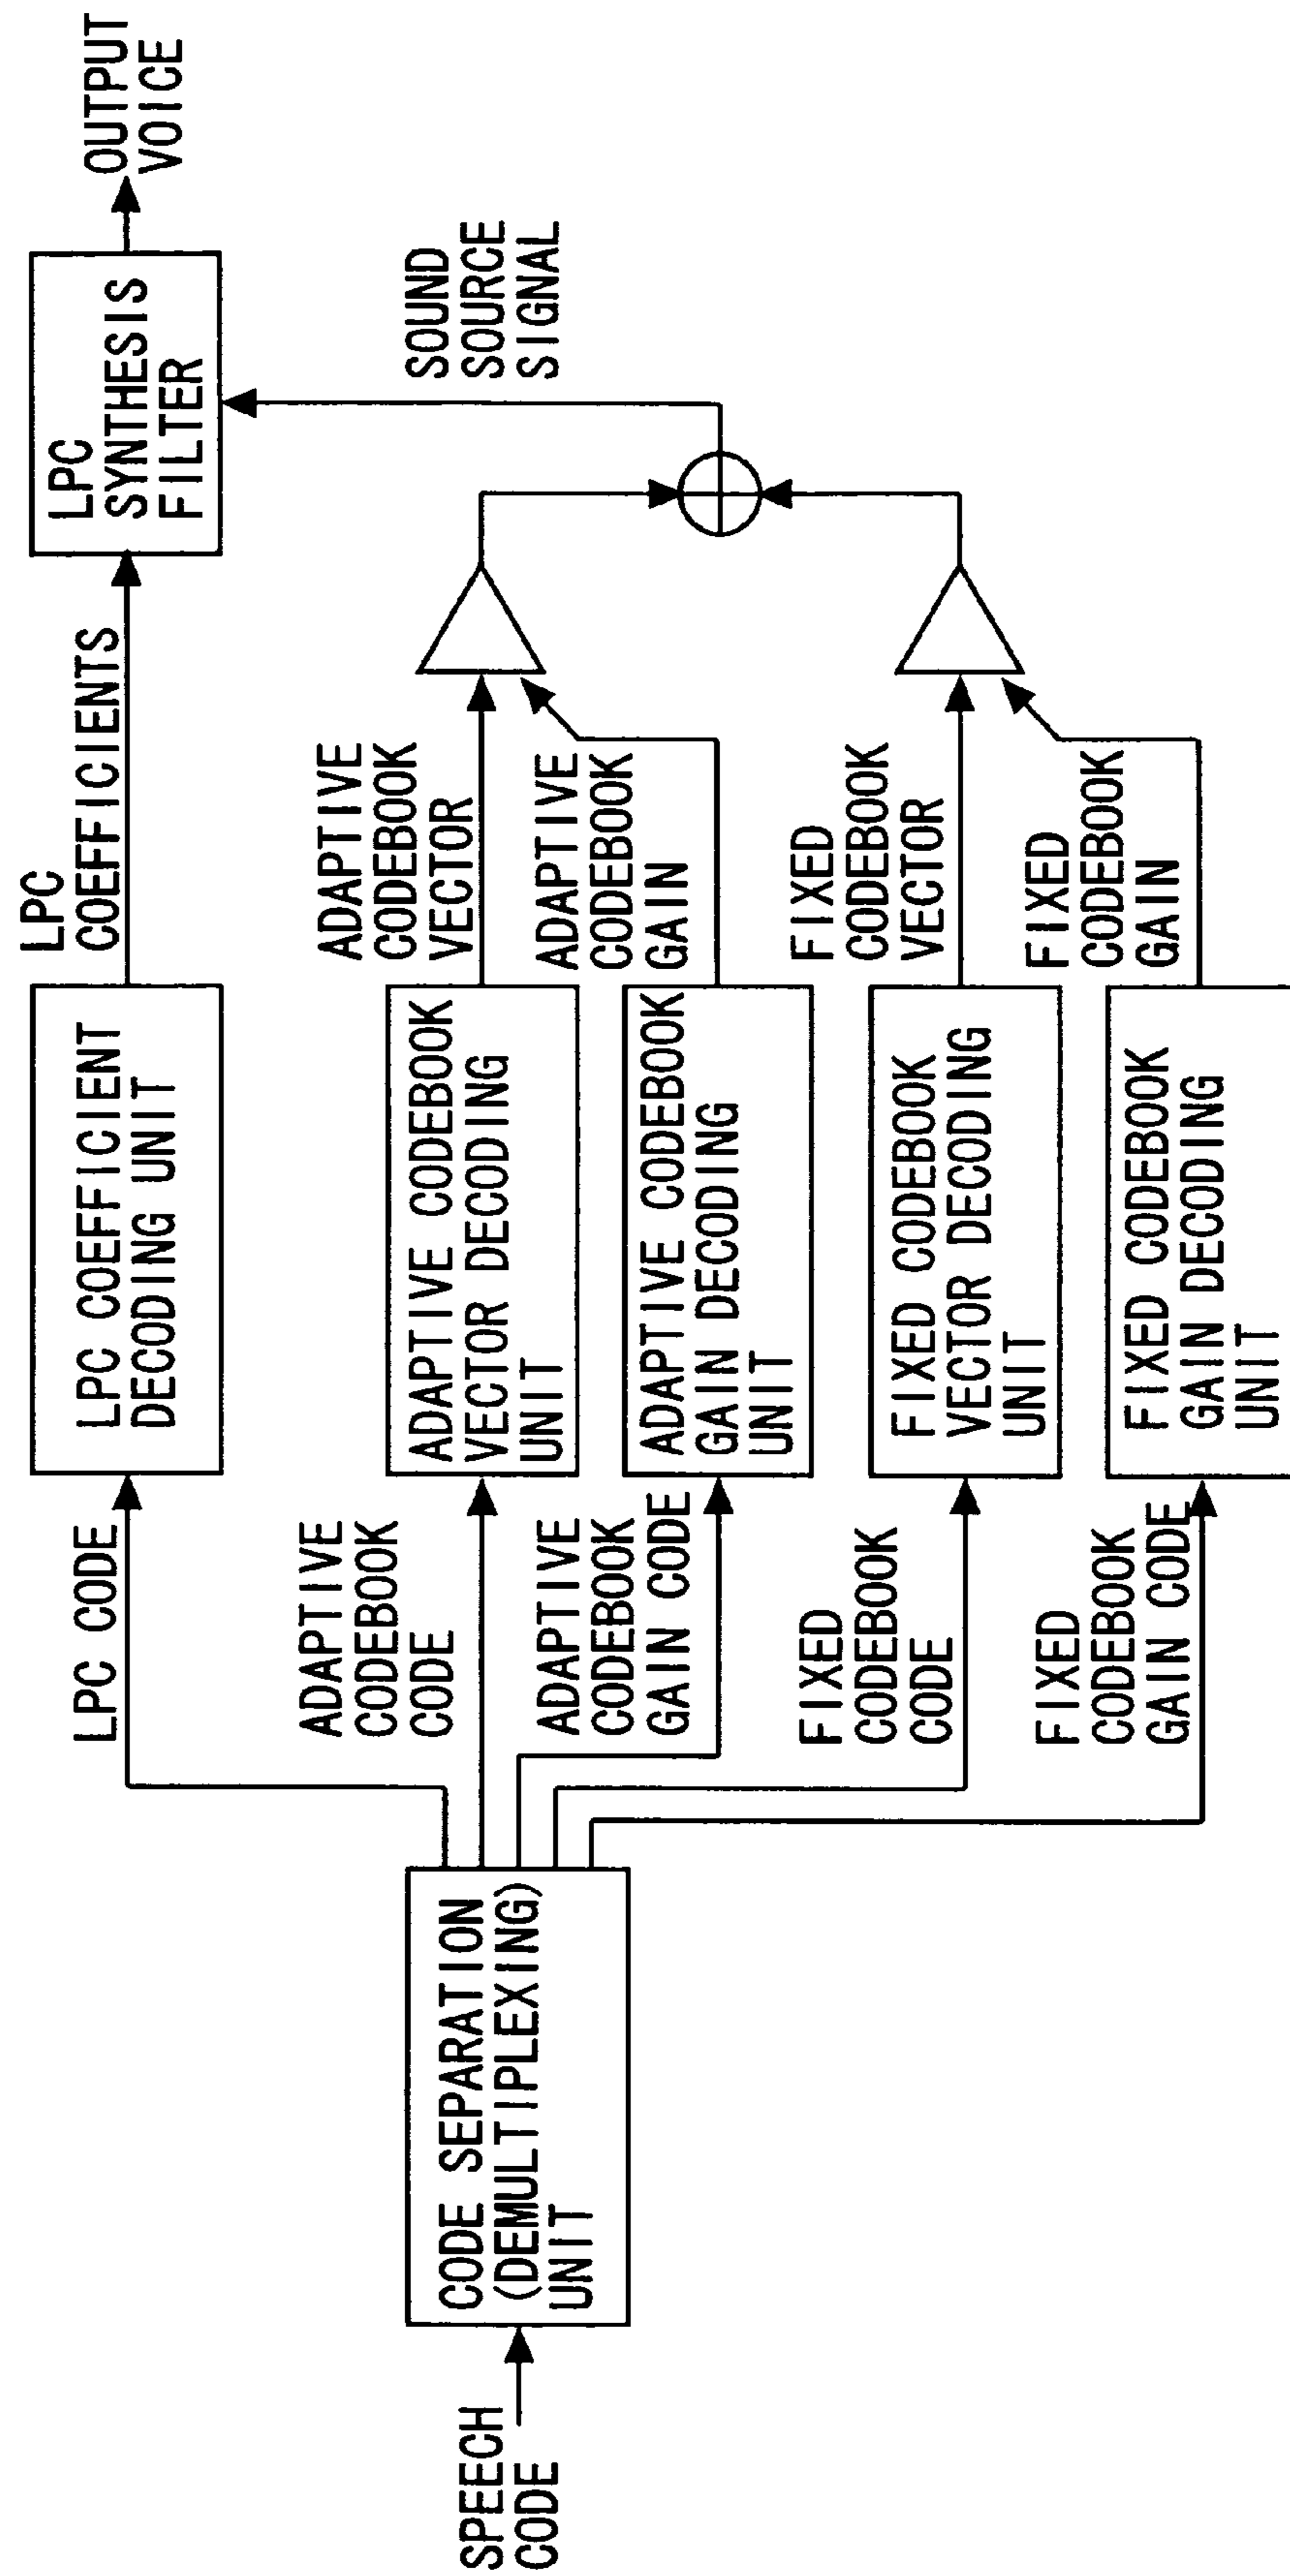 SPEECH
CODE
CODE SEPARATION
(DEMULTIPLEXING)
UNIT
LPC CODE
ADAPTIVE
CODEBOOK
CODE
ADAPTIVE
CODEBOOK
GAIN CODE
FIXED
CODEBOOK
CODE
FIXED
CODEBOOK
GAIN CODE
LPC COEFFICIENT
DECODING UNIT
ADAPTIVE CODEBOOK
VECTOR DECODING
UNIT
ADAPTIVE CODEBOOK
GAIN DECODING
UNIT
FIXED CODEBOOK
VECTOR DECODING
UNIT
FIXED CODEBOOK
GAIN DECODING
UNIT
LPC
COEFFICIENTS
ADAPTIVE
CODEBOOK
VECTOR
ADAPTIVE
CODEBOOK
GAIN
FIXED
CODEBOOK
VECTOR
FIXED
CODEBOOK
GAIN
LPC
SYNTHESIS
FILTER
SOUND
SOURCE
SIGNAL
OUTPUT
VOICE